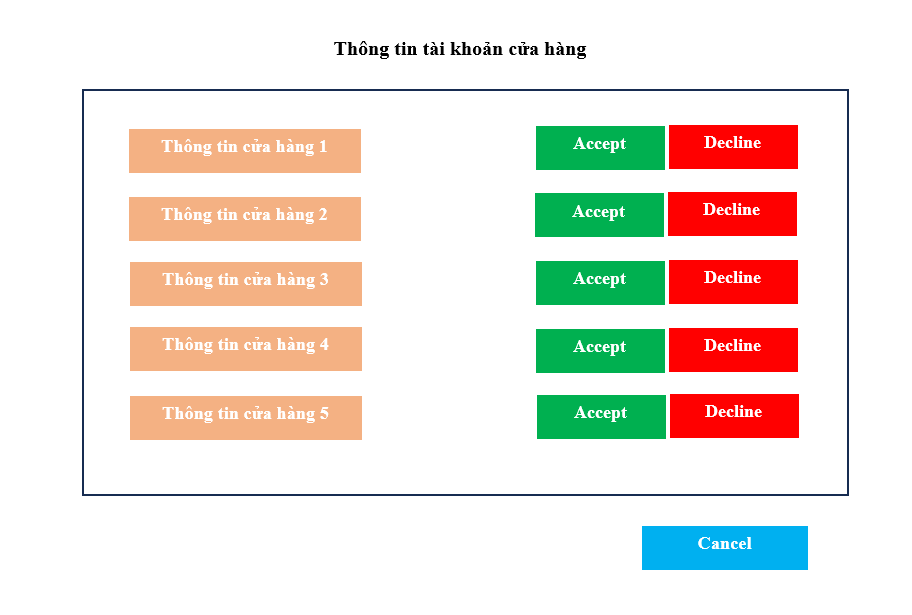 Thông tin tài khoản cửa hàng
Thông tin cửa hàng 1 Accept Decline
Thông tin cửa hàng 2 Accept Decline
Thông tin cửa hàng 3 Accept Decline
Thông tin cửa hàng 4 Accept Decline
Thông tin cửa hàng 5 Accept Decline
Cancel